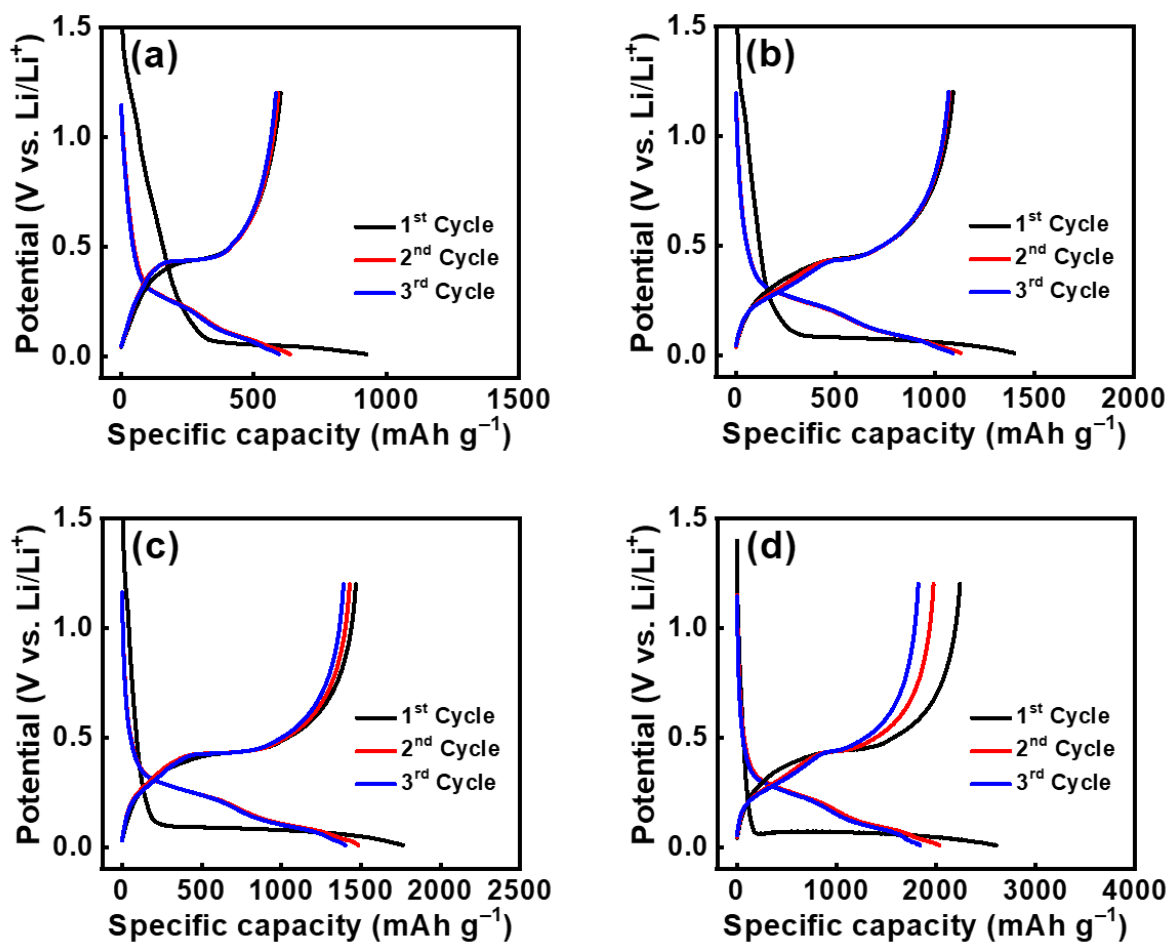 (a)
Potential (V vs. Li/Li⁺)
1.5
1.0
0.5
0.0
1ˢᵗ Cycle
2ⁿᵈ Cycle
3ʳᵈ Cycle
0 500 1000 1500
Specific capacity (mAh g⁻¹)
(b)
Potential (V vs. Li/Li⁺)
1.5
1.0
0.5
0.0
1ˢᵗ Cycle
2ⁿᵈ Cycle
3ʳᵈ Cycle
0 500 1000 1500 2000
Specific capacity (mAh g⁻¹)
(c)
Potential (V vs. Li/Li⁺)
1.5
1.0
0.5
0.0
1ˢᵗ Cycle
2ⁿᵈ Cycle
3ʳᵈ Cycle
0 500 1000 1500 2000 2500
Specific capacity (mAh g⁻¹)
(d)
Potential (V vs. Li/Li⁺)
1.5
1.0
0.5
0.0
1ˢᵗ Cycle
2ⁿᵈ Cycle
3ʳᵈ Cycle
0 1000 2000 3000 4000
Specific capacity (mAh g⁻¹)